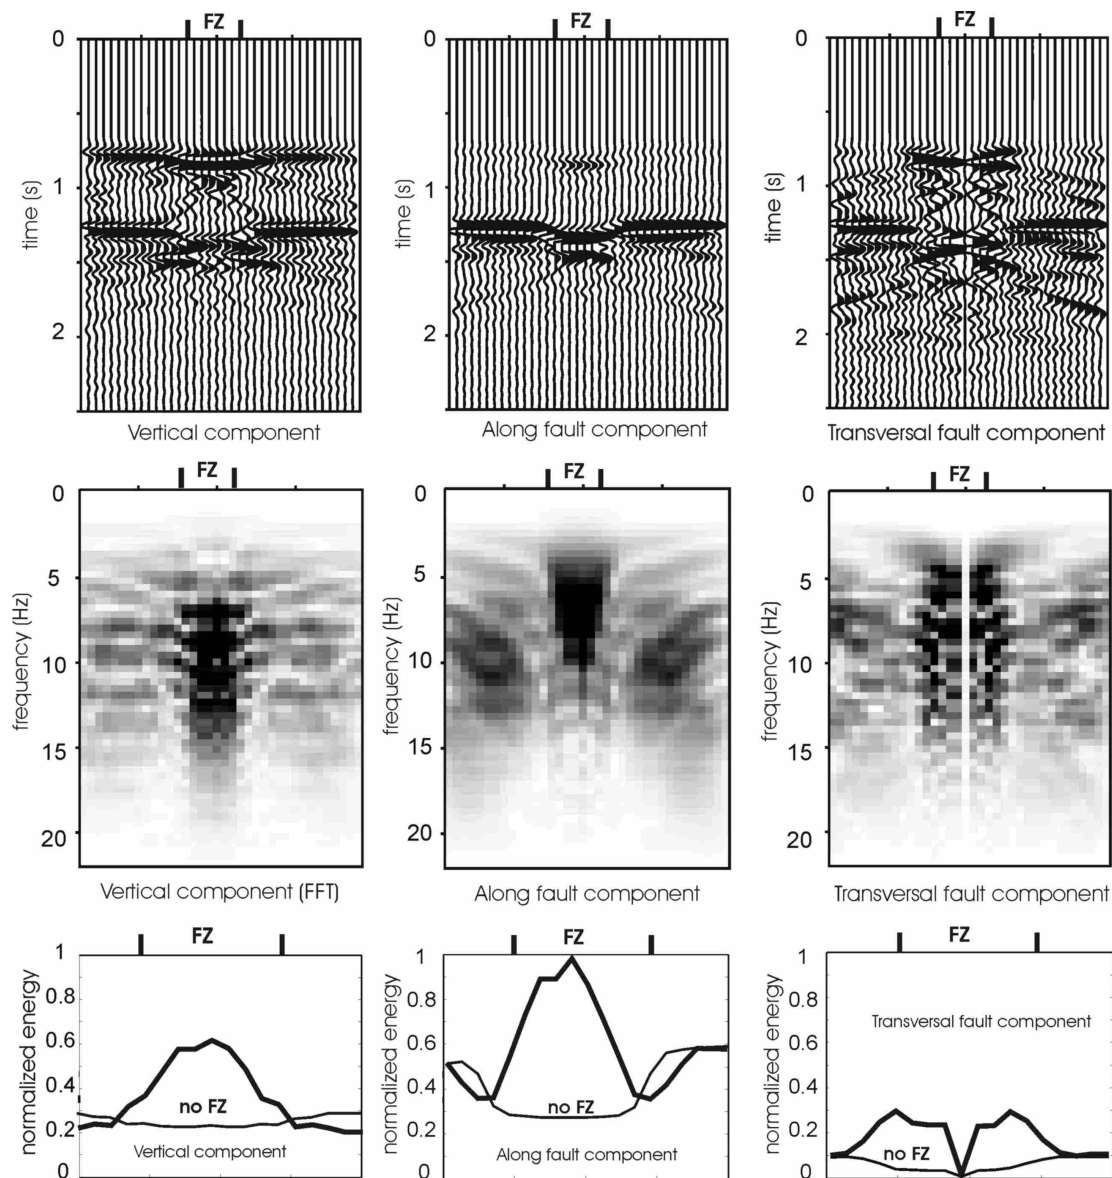 FZ
FZ
FZ
0
1
2
time (s)
0
1
2
time (s)
0
1
2
time (s)
Vertical component
Along fault component
Transversal fault component
FZ
FZ
FZ
0
5
10
15
20
frequency (Hz)
0
5
10
15
20
frequency (Hz)
0
5
10
15
20
frequency (Hz)
Vertical component (FFT)
Along fault component
Transversal fault component
FZ
FZ
FZ
1
0.8
0.6
0.4
0.2
0
normalized energy
no FZ
Vertical component
1
0.8
0.6
0.4
0.2
0
normalized energy
no FZ
Along fault component
1
0.8
0.6
0.4
0.2
0
normalized energy
Transversal fault component
no FZ